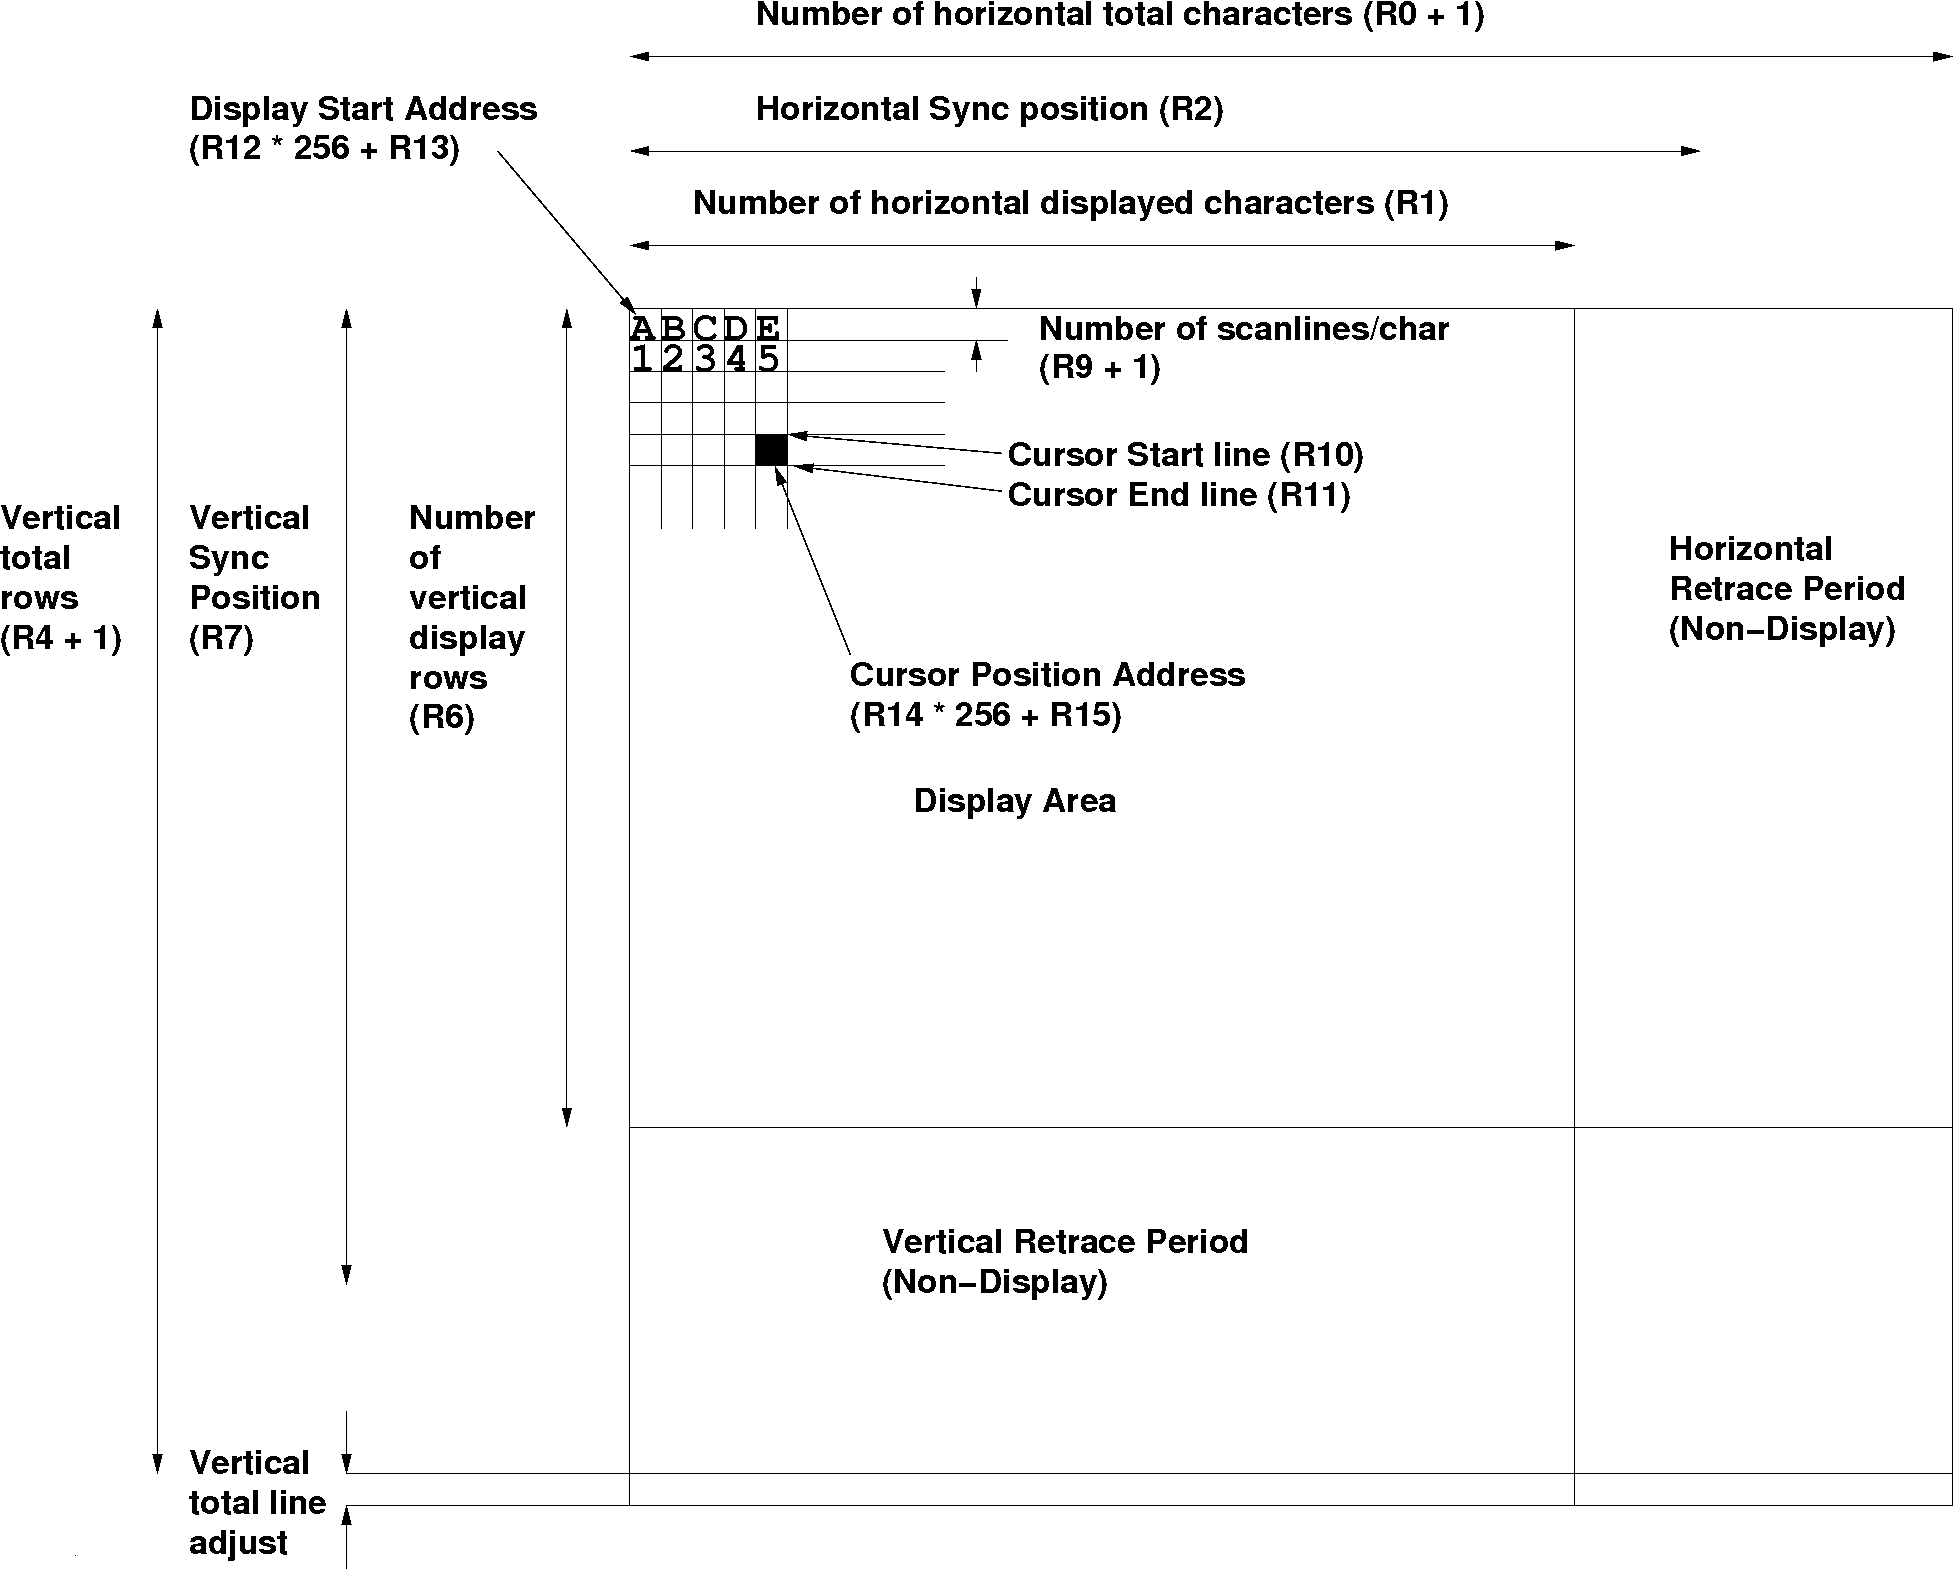 Number of horizontal total characters (R0 + 1)
Display Start Address
(R12 * 256 + R13)
Horizontal Sync position (R2)
Number of horizontal displayed characters (R1)
A B C D E
1 2 3 4 5
Number of scanlines/char
(R9 + 1)
Cursor Start line (R10)
Cursor End line (R11)
Vertical
total
rows
(R4 + 1)
Vertical
Sync
Position
(R7)
Number
of
vertical
display
rows
(R6)
Horizontal
Retrace Period
(Non−Display)
Cursor Position Address
(R14 * 256 + R15)
Display Area
Vertical Retrace Period
(Non−Display)
Vertical
total line
adjust